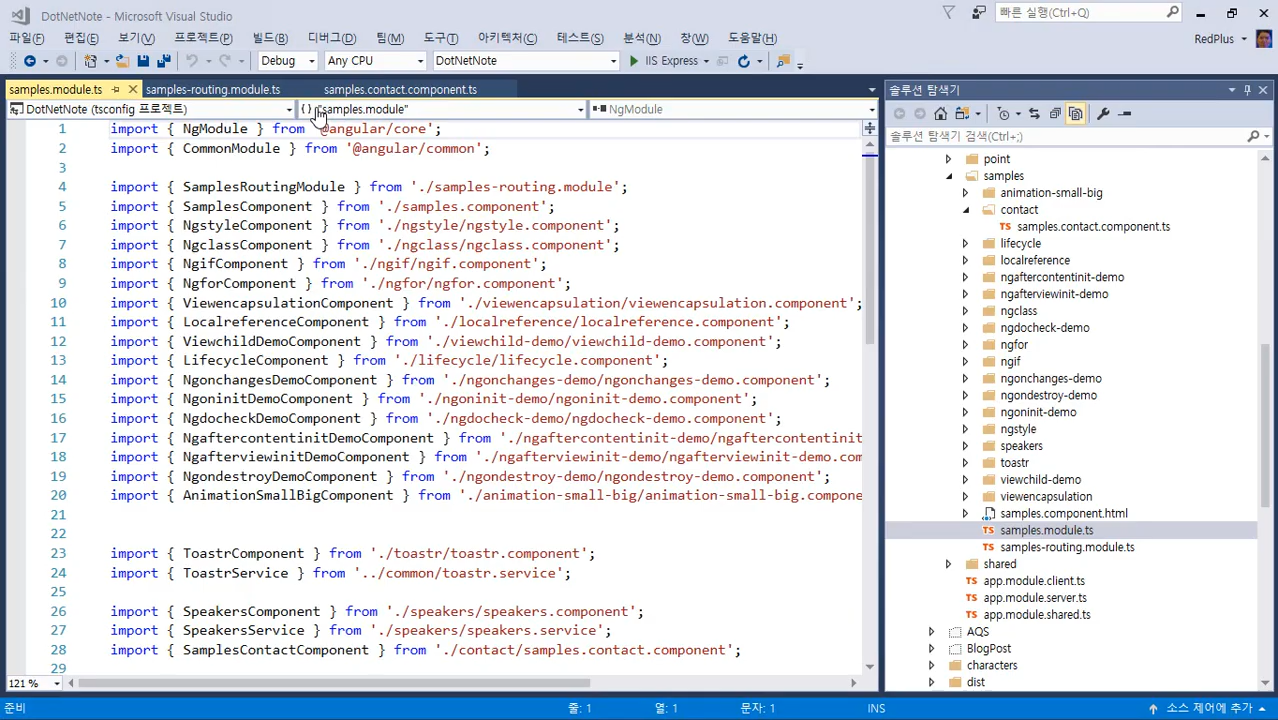 DotNetNote - Microsoft Visual Studio
빠른 실행(Ctrl+Q)
파일(F) 편집(E) 보기(V) 프로젝트(P) 빌드(B) 디버그(D) 팀(M) 도구(T) 아키텍처(C) 테스트(S) 분석(N) 창(W) 도움말(H)
RedPlus
Debug Any CPU DotNetNote IIS Express
samples.module.ts samples-routing.module.ts samples.contact.component.ts
DotNetNote (tsconfig 프로젝트) {} "samples.module" NgModule
1 import { NgModule } from '@angular/core';
2 import { CommonModule } from '@angular/common';
3
4 import { SamplesRoutingModule } from './samples-routing.module';
5 import { SamplesComponent } from './samples.component';
6 import { NgstyleComponent } from './ngstyle/ngstyle.component';
7 import { NgclassComponent } from './ngclass/ngclass.component';
8 import { NgifComponent } from './ngif/ngif.component';
9 import { NgforComponent } from './ngfor/ngfor.component';
10 import { ViewencapsulationComponent } from './viewencapsulation/viewencapsulation.component';
11 import { LocalreferenceComponent } from './localreference/localreference.component';
12 import { ViewchildDemoComponent } from './viewchild-demo/viewchild-demo.component';
13 import { LifecycleComponent } from './lifecycle/lifecycle.component';
14 import { NgonchangesDemoComponent } from './ngonchanges-demo/ngonchanges-demo.component';
15 import { NgoninitDemoComponent } from './ngoninit-demo/ngoninit-demo.component';
16 import { NgdocheckDemoComponent } from './ngdocheck-demo/ngdocheck-demo.component';
17 import { NgaftercontentinitDemoComponent } from './ngaftercontentinit-demo/ngaftercontentinit
18 import { NgafterviewinitDemoComponent } from './ngafterviewinit-demo/ngafterviewinit-demo.com
19 import { NgondestroyDemoComponent } from './ngondestroy-demo/ngondestroy-demo.component';
20 import { AnimationSmallBigComponent } from './animation-small-big/animation-small-big.compone
21
22
23 import { ToastrComponent } from './toastr/toastr.component';
24 import { ToastrService } from '../common/toastr.service';
25
26 import { SpeakersComponent } from './speakers/speakers.component';
27 import { SpeakersService } from './speakers/speakers.service';
28 import { SamplesContactComponent } from './contact/samples.contact.component';
29
121 %
솔루션 탐색기
솔루션 탐색기 검색(Ctrl+;)
point
samples
animation-small-big
contact
TS samples.contact.component.ts
lifecycle
localreference
ngaftercontentinit-demo
ngafterviewinit-demo
ngclass
ngdocheck-demo
ngfor
ngif
ngonchanges-demo
ngondestroy-demo
ngoninit-demo
ngstyle
speakers
toastr
viewchild-demo
viewencapsulation
samples.component.html
TS samples.module.ts
TS samples-routing.module.ts
shared
TS app.module.client.ts
TS app.module.server.ts
TS app.module.shared.ts
AQS
BlogPost
characters
dist
준비 줄: 1 열: 1 문자: 1 INS 소스 제어에 추가